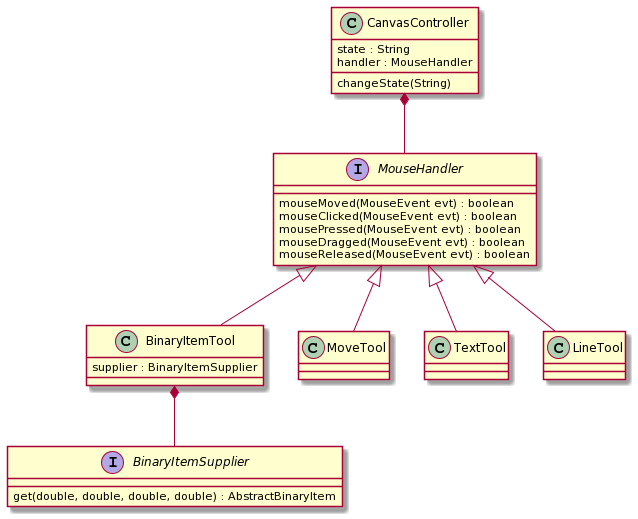 C CanvasController
state : String
handler : MouseHandler
changeState(String)
I MouseHandler
mouseMoved(MouseEvent evt) : boolean
mouseClicked(MouseEvent evt) : boolean
mousePressed(MouseEvent evt) : boolean
mouseDragged(MouseEvent evt) : boolean
mouseReleased(MouseEvent evt) : boolean
C BinaryItemTool
supplier : BinaryItemSupplier
C MoveTool
C TextTool
C LineTool
I BinaryItemSupplier
get(double, double, double, double) : AbstractBinaryItem